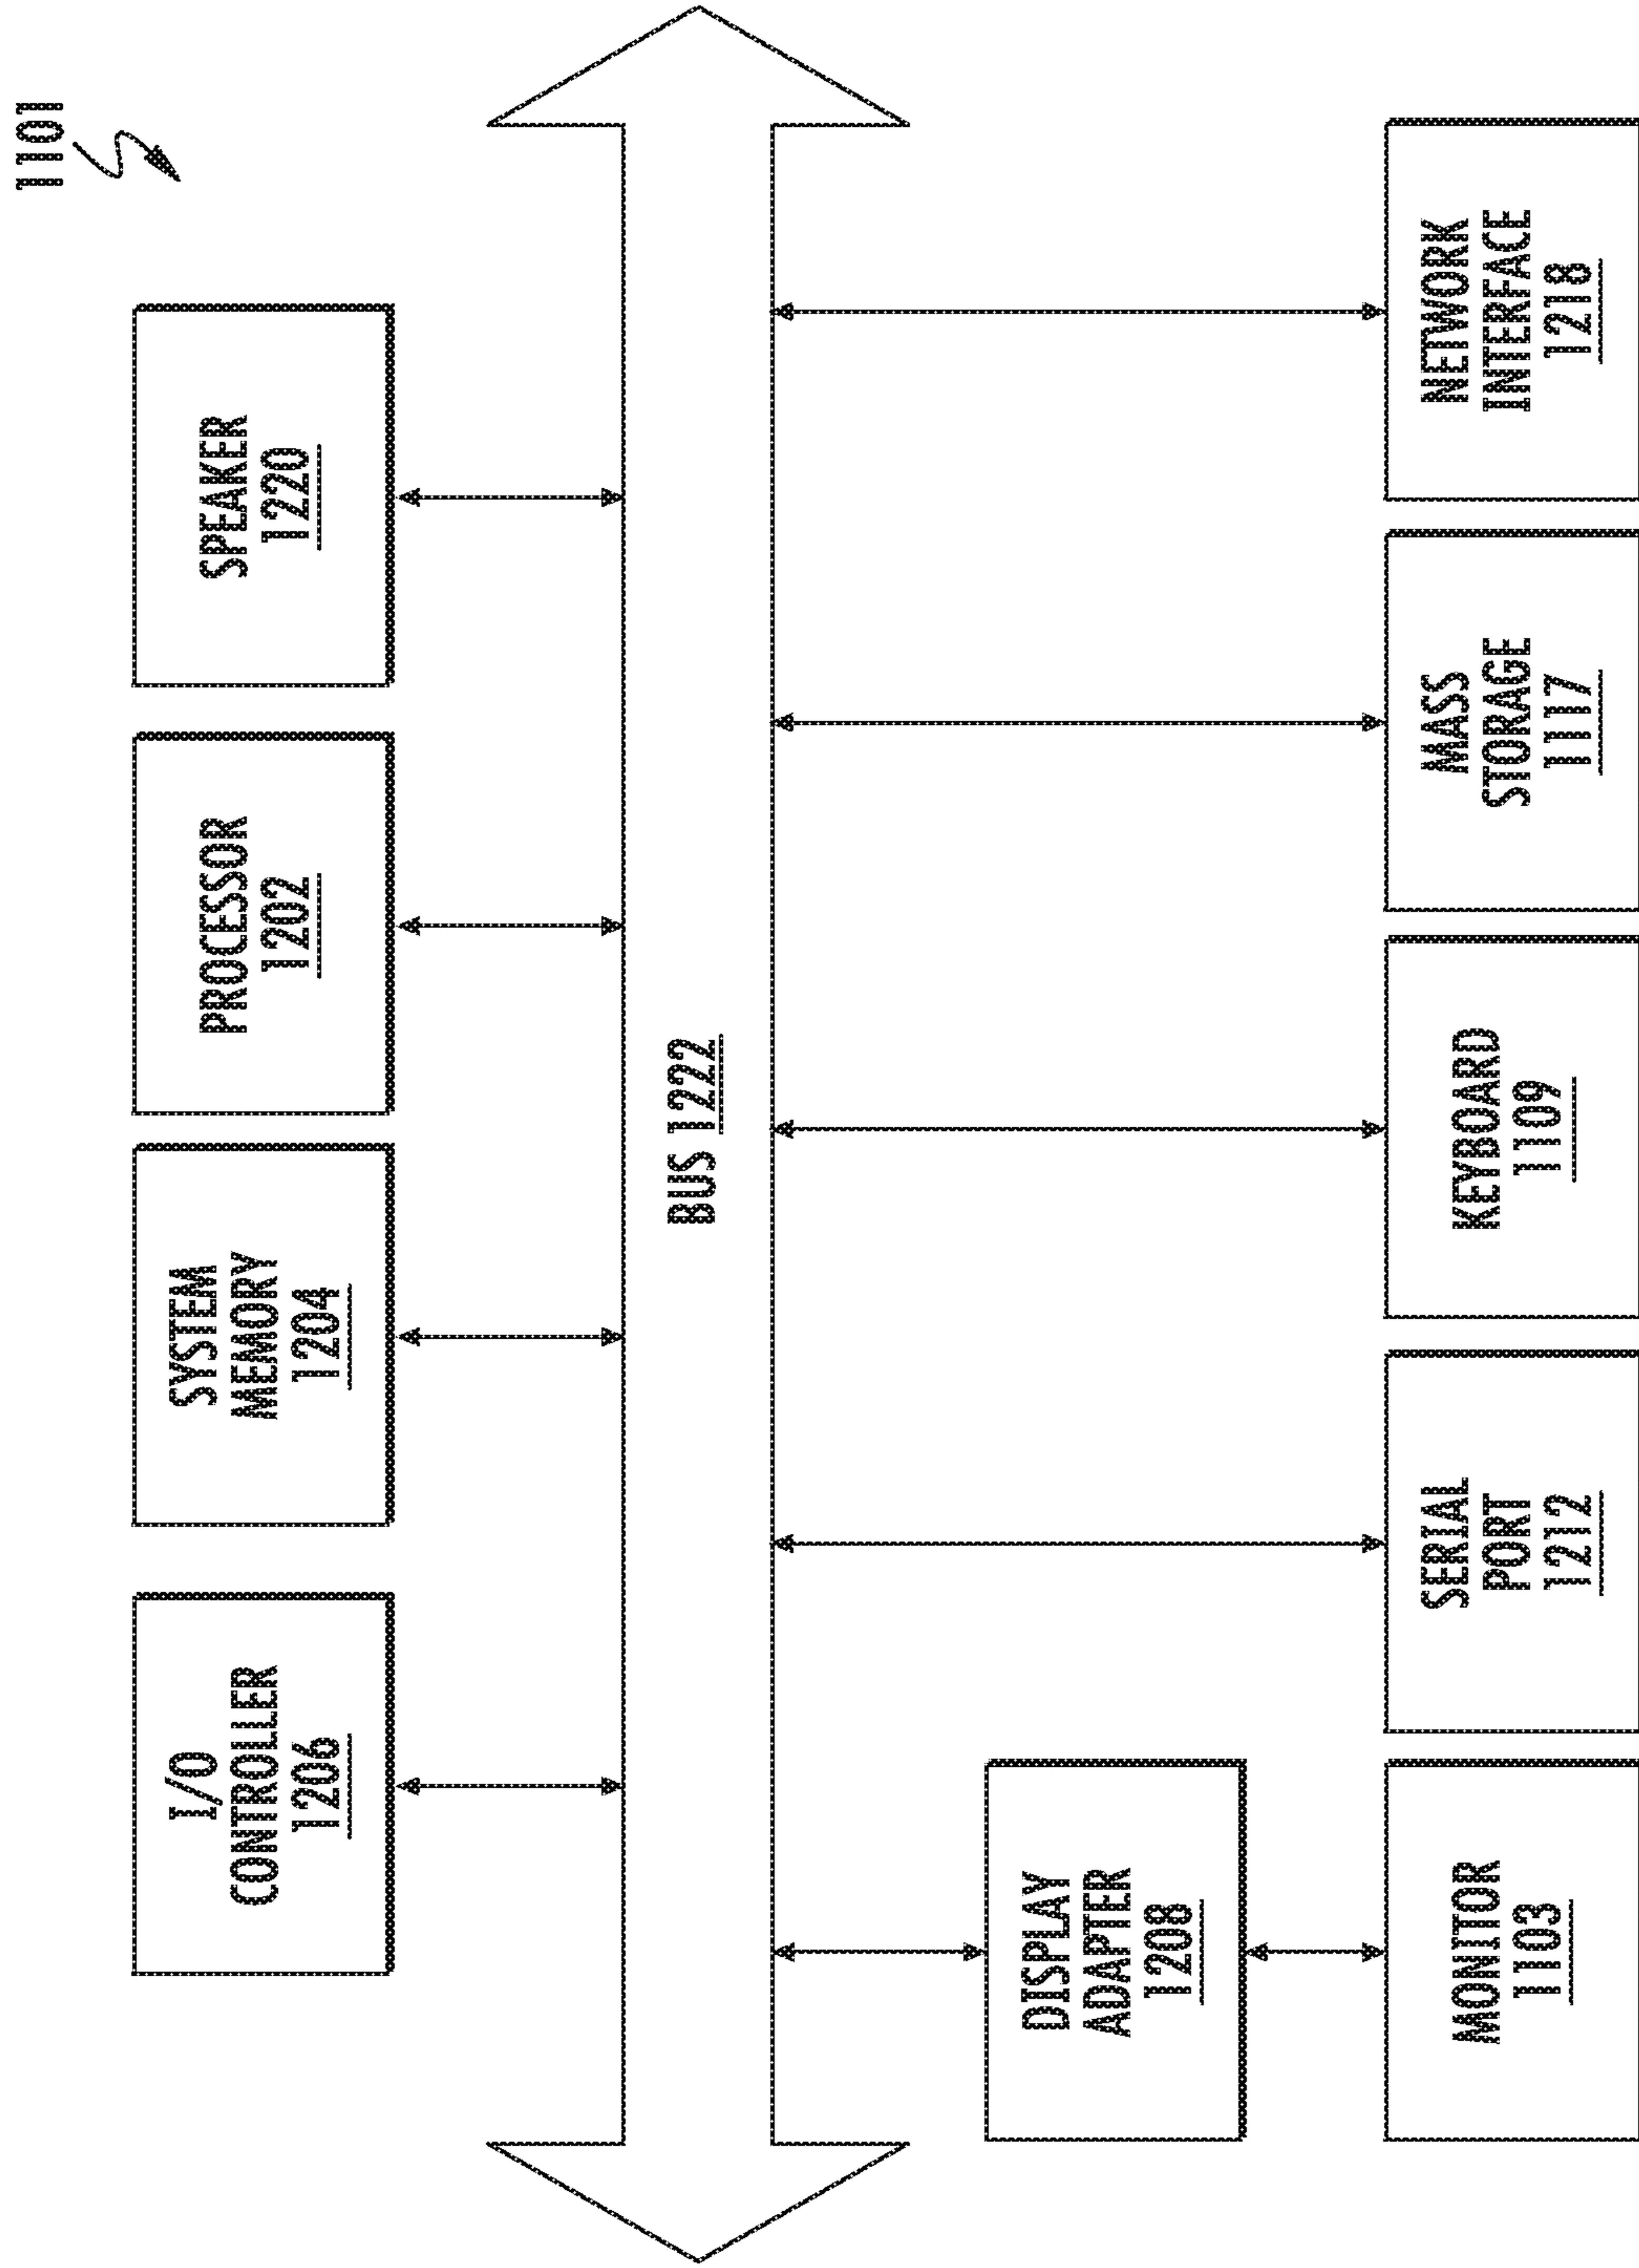 1101
I/O
CONTROLLER
1206
SYSTEM
MEMORY
1204
PROCESSOR
1202
SPEAKER
1220
BUS 1222
DISPLAY
ADAPTER
1208
MONITOR
1103
SERIAL
PORT
1212
KEYBOARD
1109
MASS
STORAGE
1117
NETWORK
INTERFACE
1218